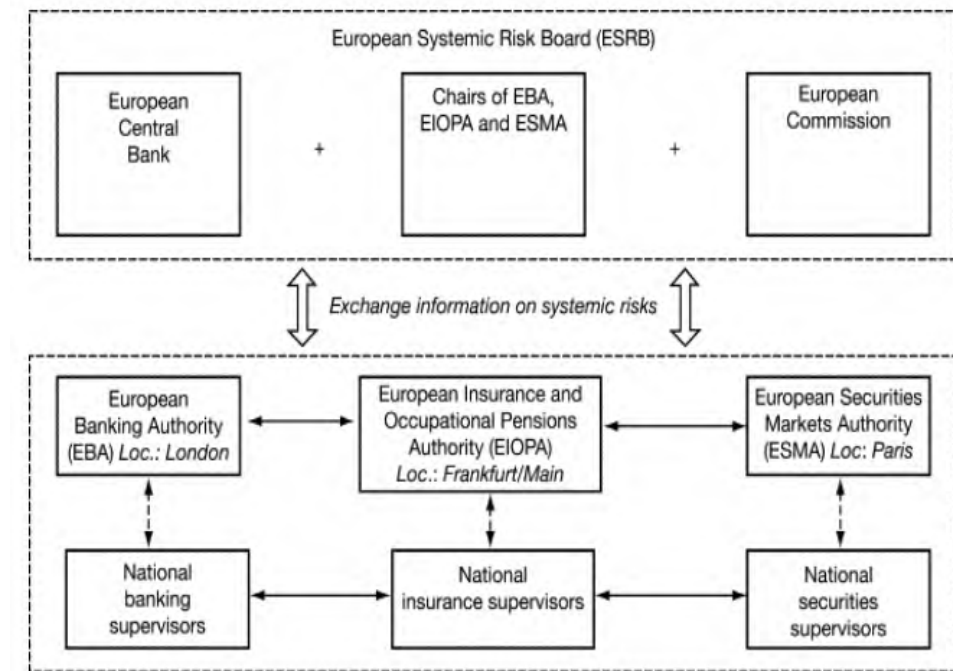 European Systemic Risk Board (ESRB)
European
Central
Bank
+
Chairs of EBA,
EIOPA and ESMA
+
European
Commission
Exchange information on systemic risks
European
Banking Authority
(EBA) Loc.: London
European Insurance and
Occupational Pensions
Authority (EIOPA)
Loc.: Frankfurt/Main
European Securities
Markets Authority
(ESMA) Loc: Paris
National
banking
supervisors
National
insurance supervisors
National
securities
supervisors